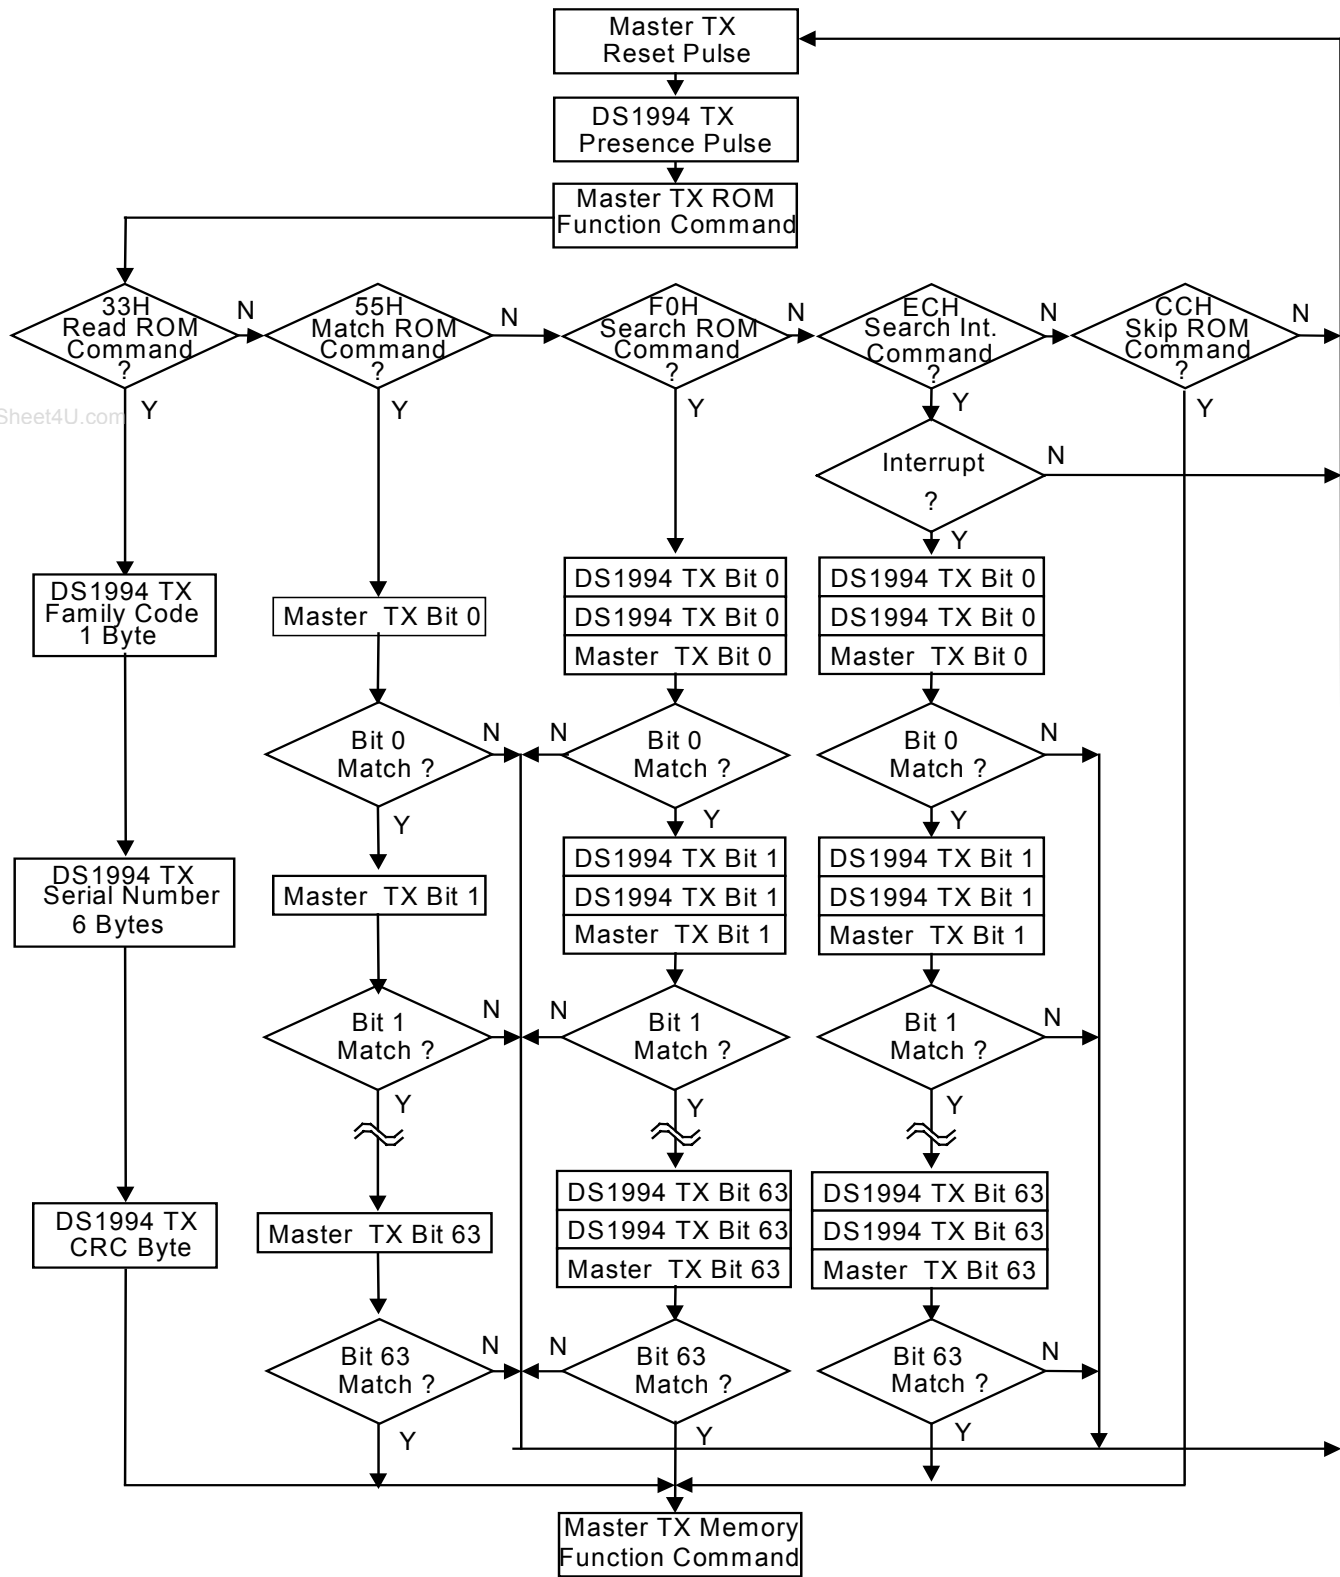 Master TX
Reset Pulse
DS1994 TX
Presence Pulse
Master TX ROM
Function Command
33H
Read ROM
Command
?
N
55H
Match ROM
Command
?
N
F0H
Search ROM
Command
?
N
ECH
Search Int.
Command
?
N
CCH
Skip ROM
Command
?
N
Sheet4U.com
Y
Y
Y
Y
Y
Interrupt
?
N
Y
DS1994 TX
Family Code
1 Byte
Master TX Bit 0
DS1994 TX Bit 0
DS1994 TX Bit 0
Master TX Bit 0
DS1994 TX Bit 0
DS1994 TX Bit 0
Master TX Bit 0
Bit 0
Match ?
N
N
Bit 0
Match ?
Bit 0
Match ?
N
Y
Y
Y
DS1994 TX
Serial Number
6 Bytes
Master TX Bit 1
DS1994 TX Bit 1
DS1994 TX Bit 1
Master TX Bit 1
DS1994 TX Bit 1
DS1994 TX Bit 1
Master TX Bit 1
Bit 1
Match ?
N
N
Bit 1
Match ?
Bit 1
Match ?
N
Y
Y
Y
DS1994 TX
CRC Byte
Master TX Bit 63
DS1994 TX Bit 63
DS1994 TX Bit 63
Master TX Bit 63
DS1994 TX Bit 63
DS1994 TX Bit 63
Master TX Bit 63
Bit 63
Match ?
N
N
Bit 63
Match ?
Bit 63
Match ?
N
Y
Y
Y
Master TX Memory
Function Command